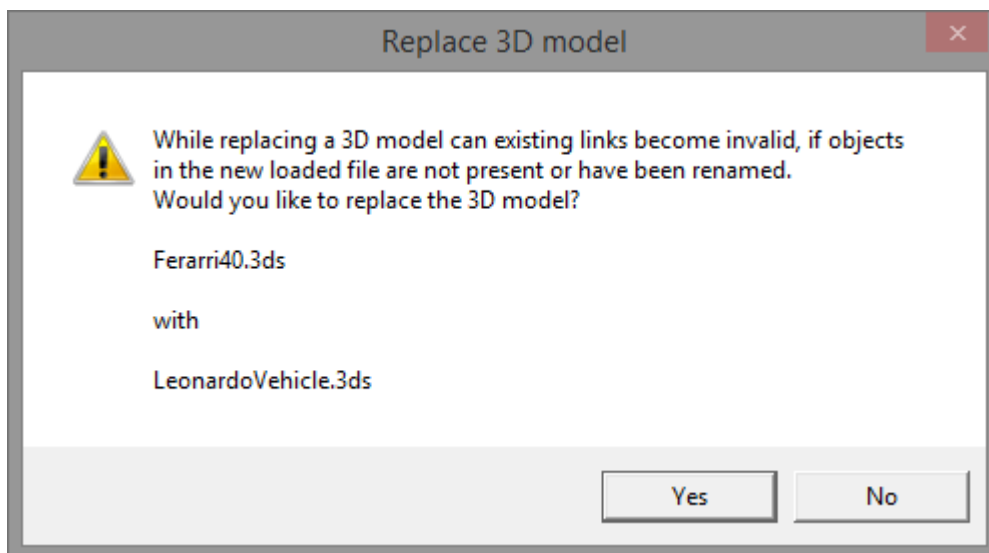 Replace 3D model
While replacing a 3D model can existing links become invalid, if objects
in the new loaded file are not present or have been renamed.
Would you like to replace the 3D model?
Ferarri40.3ds
with
LeonardoVehicle.3ds
Yes
No